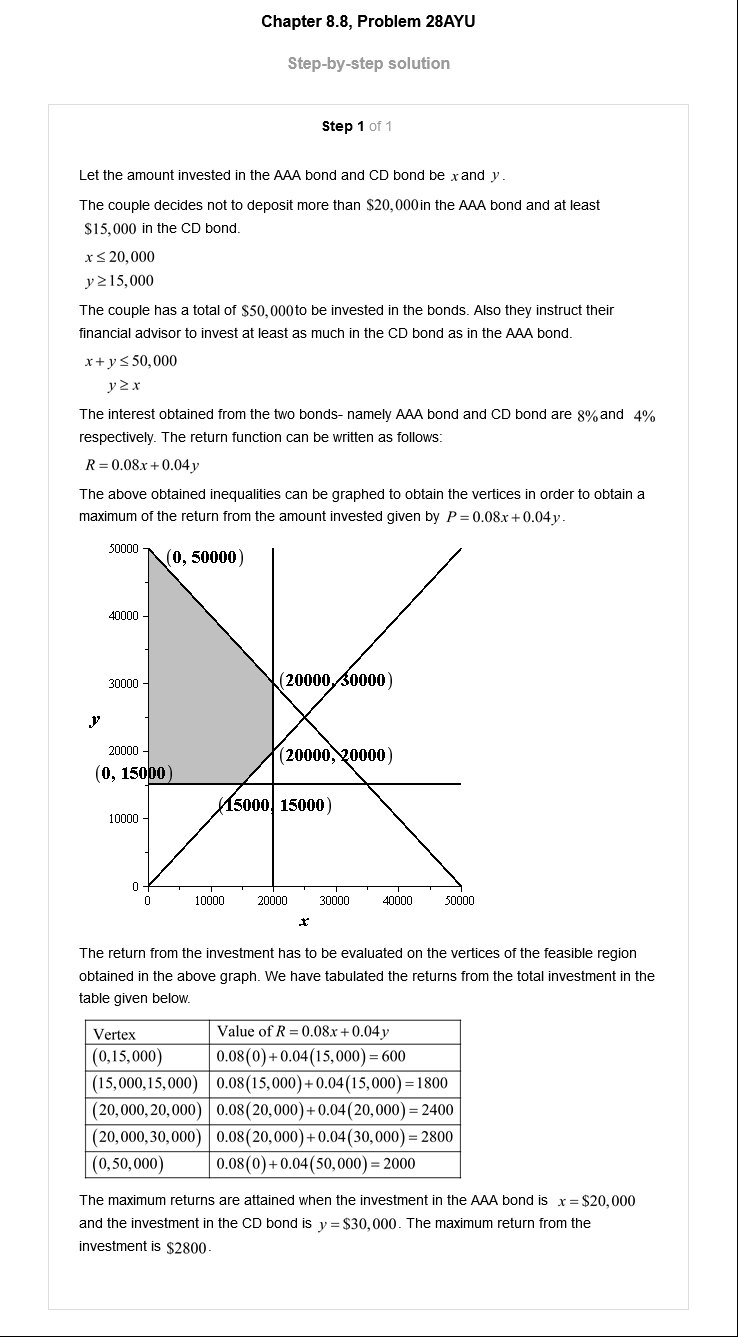 Chapter 8.8, Problem 28AYU
Step-by-step solution
Step 1 of 1
Let the amount invested in the AAA bond and CD bond be x and y.
The couple decides not to deposit more than $20,000 in the AAA bond and at least
$15,000 in the CD bond.
x ≤ 20,000
y ≥ 15,000
The couple has a total of $50,000 to be invested in the bonds. Also they instruct their
financial advisor to invest at least as much in the CD bond as in the AAA bond.
x + y ≤ 50,000
y ≥ x
The interest obtained from the two bonds- namely AAA bond and CD bond are 8% and 4%
respectively. The return function can be written as follows:
R = 0.08x + 0.04y
The above obtained inequalities can be graphed to obtain the vertices in order to obtain a
maximum of the return from the amount invested given by P = 0.08x + 0.04y.
50000 (0, 50000)
40000
30000 (20000, 30000)
y
20000 (20000, 20000)
(0, 15000)
(15000, 15000)
10000
0
0 10000 20000 30000 40000 50000
x
The return from the investment has to be evaluated on the vertices of the feasible region
obtained in the above graph. We have tabulated the returns from the total investment in the
table given below.
Vertex Value of R = 0.08x + 0.04y
(0,15,000) 0.08(0)+0.04(15,000) = 600
(15,000,15,000) 0.08(15,000)+0.04(15,000) = 1800
(20,000,20,000) 0.08(20,000)+0.04(20,000) = 2400
(20,000,30,000) 0.08(20,000)+0.04(30,000) = 2800
(0,50,000) 0.08(0)+0.04(50,000) = 2000
The maximum returns are attained when the investment in the AAA bond is x = $20,000
and the investment in the CD bond is y = $30,000. The maximum return from the
investment is $2800.